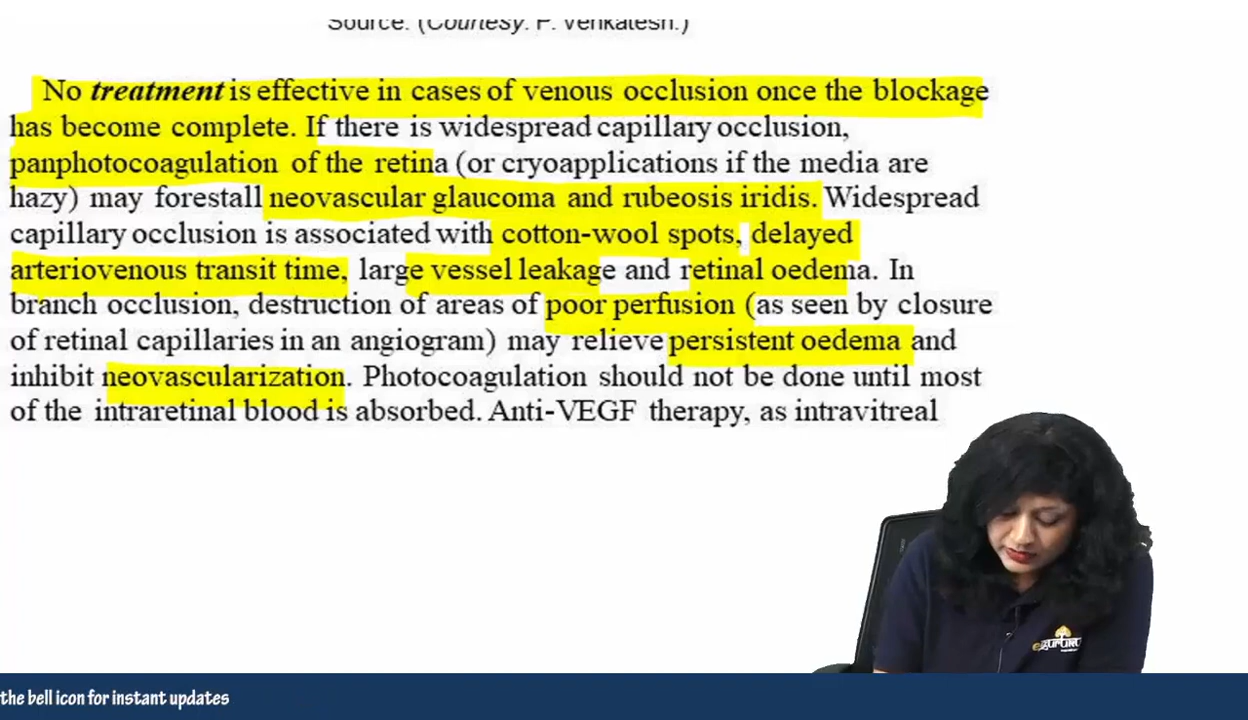 Source. (Courtesy. P. Venkatesh.)
No treatment is effective in cases of venous occlusion once the blockage
has become complete. If there is widespread capillary occlusion,
panphotocoagulation of the retina (or cryoapplications if the media are
hazy) may forestall neovascular glaucoma and rubeosis iridis. Widespread
capillary occlusion is associated with cotton-wool spots, delayed
arteriovenous transit time, large vessel leakage and retinal oedema. In
branch occlusion, destruction of areas of poor perfusion (as seen by closure
of retinal capillaries in an angiogram) may relieve persistent oedema and
inhibit neovascularization. Photocoagulation should not be done until most
of the intraretinal blood is absorbed. Anti-VEGF therapy, as intravitreal
the bell icon for instant updates